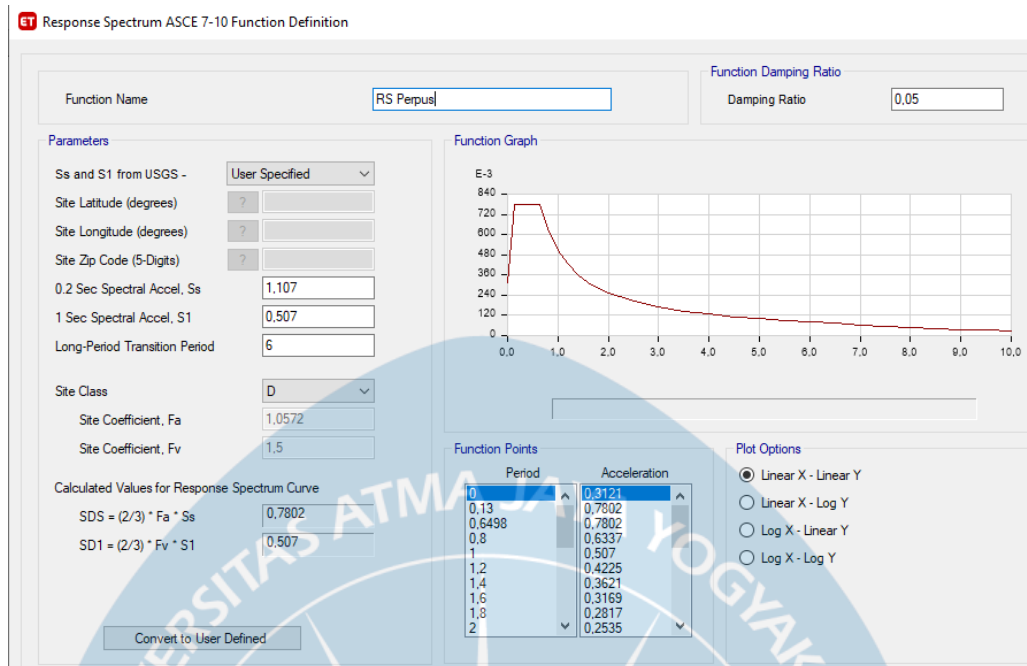 ET Response Spectrum ASCE 7-10 Function Definition
Function Name
RS Perpus
Function Damping Ratio
Damping Ratio
0,05
Parameters
Ss and S1 from USGS - User Specified
Site Latitude (degrees) ?
Site Longitude (degrees) ?
Site Zip Code (5-Digits) ?
0.2 Sec Spectral Accel, Ss 1,107
1 Sec Spectral Accel, S1 0,507
Long-Period Transition Period 6
Site Class D
Site Coefficient, Fa 1,0572
Site Coefficient, Fv 1,5
Calculated Values for Response Spectrum Curve
SDS = (2/3) * Fa * Ss 0,7802
SD1 = (2/3) * Fv * S1 0,507
Convert to User Defined
Function Graph
E-3
840
720
600
480
360
240
120
0
0,0 1,0 2,0 3,0 4,0 5,0 6,0 7,0 8,0 9,0 10,0
Function Points
Period Acceleration
0 0,3121
0,13 0,7802
0,6498 0,7802
0,8 0,6337
1 0,507
1,2 0,4225
1,4 0,3621
1,6 0,3169
1,8 0,2817
2 0,2535
Plot Options
Linear X - Linear Y
Linear X - Log Y
Log X - Linear Y
Log X - Log Y
ERSITAS ATMA JAYA YOGYAK